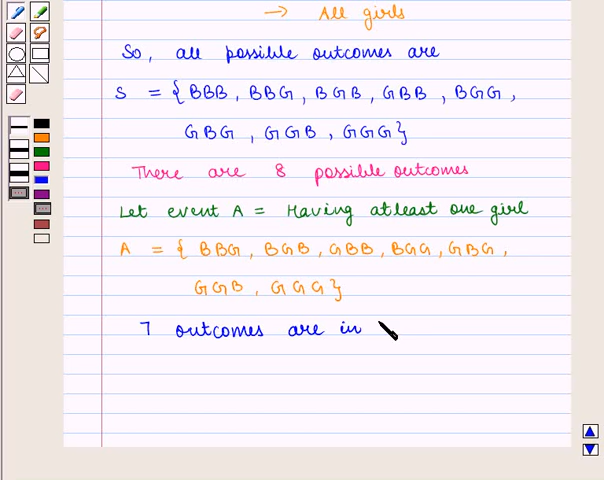 → All girls
So, all possible outcomes are
S = {BBB, BBG, BGB, GBB, BGG,
GBG, GGB, GGG}
There are 8 possible outcomes
Let event A = Having atleast one girl
A = { BBG, BGB, GBB, BGG, GBG,
GGB, GGG}
7 outcomes are in